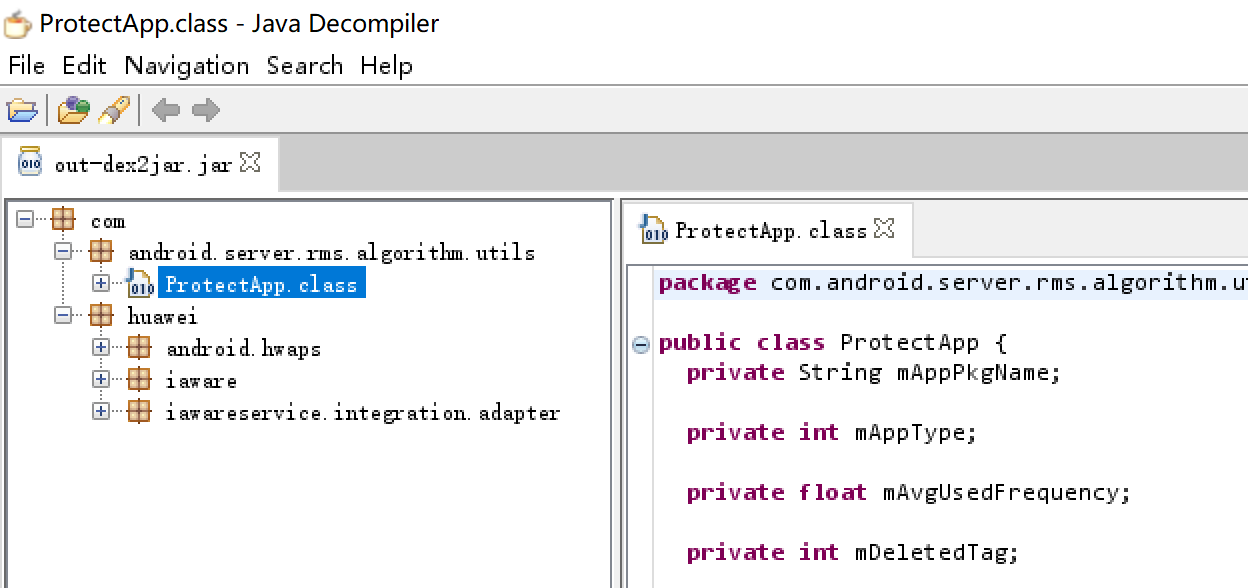 ProtectApp.class - Java Decompiler
File Edit Navigation Search Help
out-dex2jar.jar
com
android.server.rms.algorithm.utils
ProtectApp.class
huawei
android.hwaps
iaware
iawareservice.integration.adapter
ProtectApp.class
package com.android.server.rms.algorithm.ut
public class ProtectApp {
private String mAppPkgName;
private int mAppType;
private float mAvgUsedFrequency;
private int mDeletedTag;